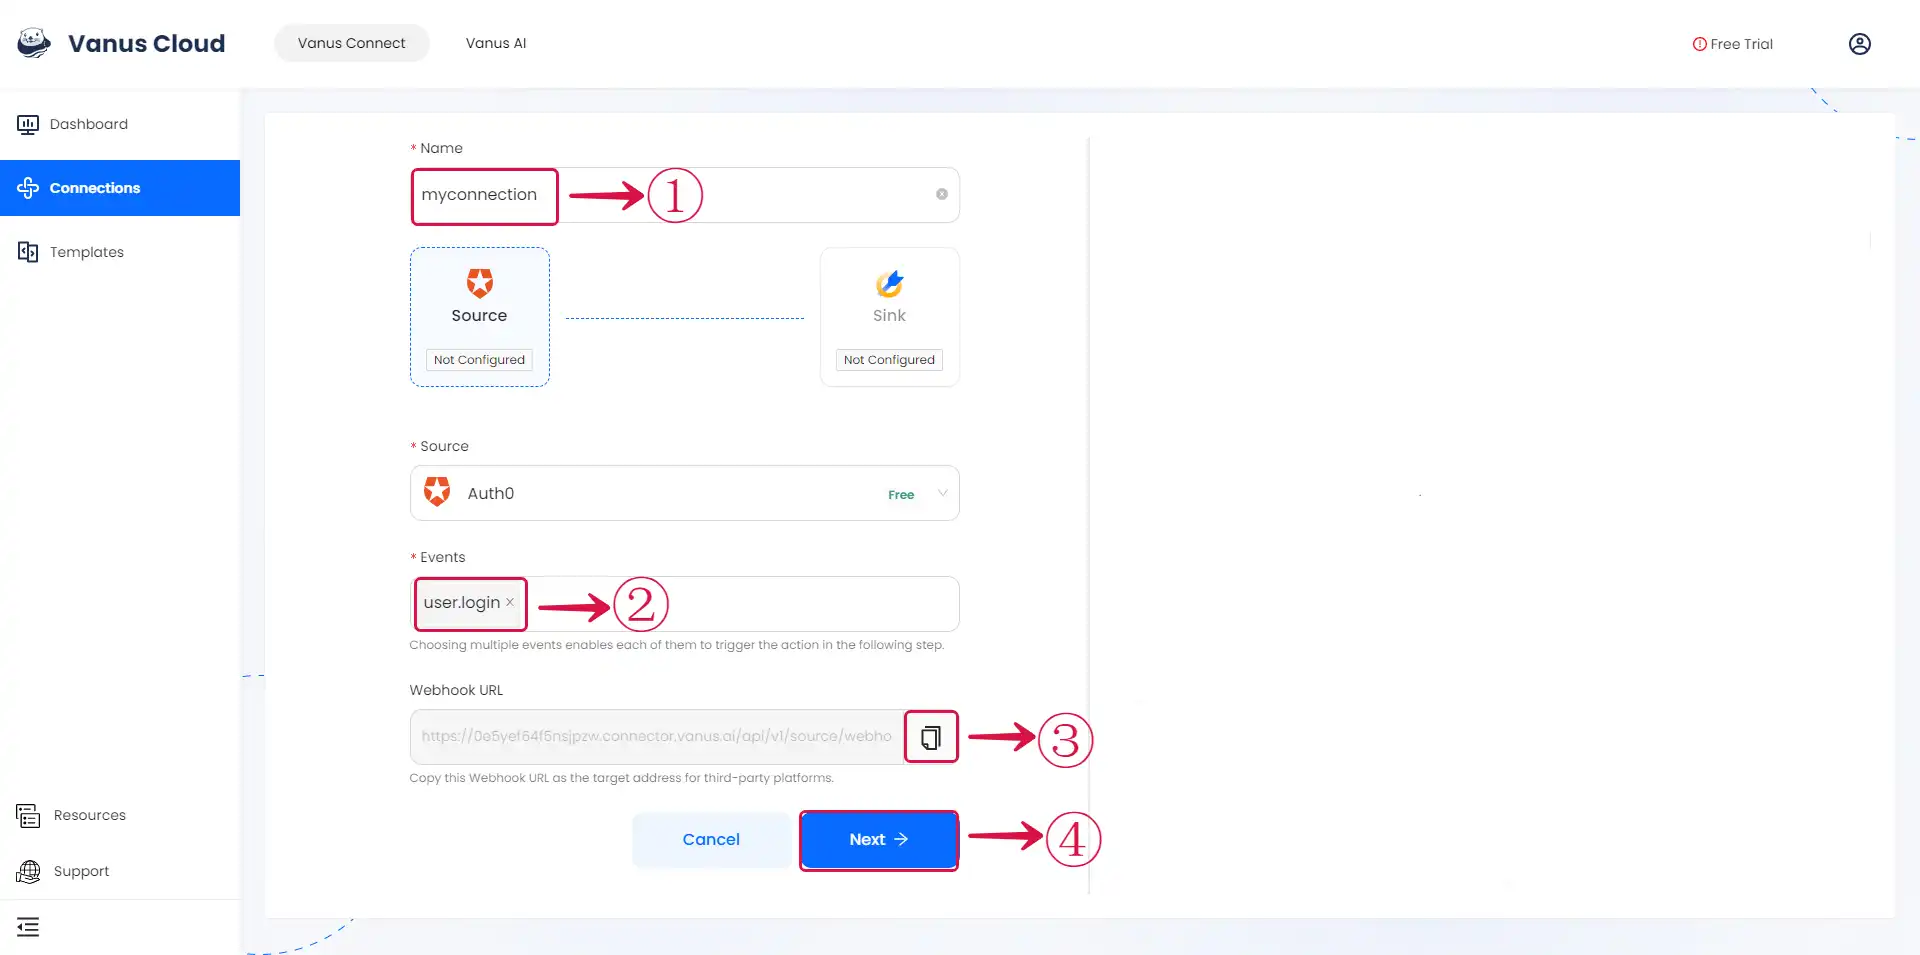 Vanus Cloud
Vanus Connect
Vanus AI
Free Trial
Dashboard
Connections
Templates
Resources
Support
* Name
myconnection
①
Source
Not Configured
Sink
Not Configured
* Source
Auth0
Free
* Events
user.login ×
②
Choosing multiple events enables each of them to trigger the action in the following step.
Webhook URL
https://0e5yef64f5nsjpzw.connector.vanus.ai/api/v1/source/webho
③
Copy this Webhook URL as the target address for third-party platforms.
Cancel
Next →
④